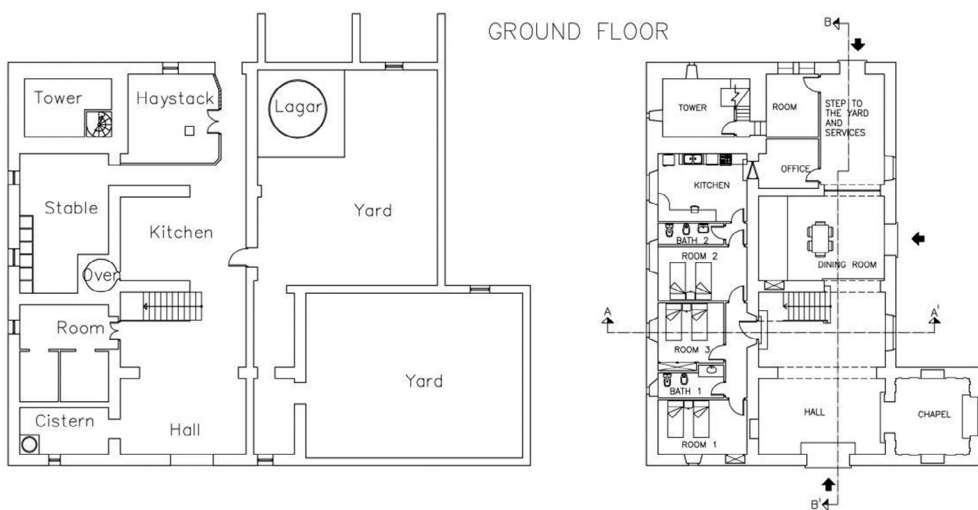 GROUND FLOOR
Tower
Haystack
Lagar
Stable
Yard
Kitchen
Over
Room
Yard
Cistern
Hall
B
TOWER
ROOM
STEP TO
THE YARD
AND
SERVICES
OFFICE
KITCHEN
BATH 2
ROOM 2
DINING ROOM
A
A'
ROOM 3
BATH 1
HALL
CHAPEL
ROOM 1
B'